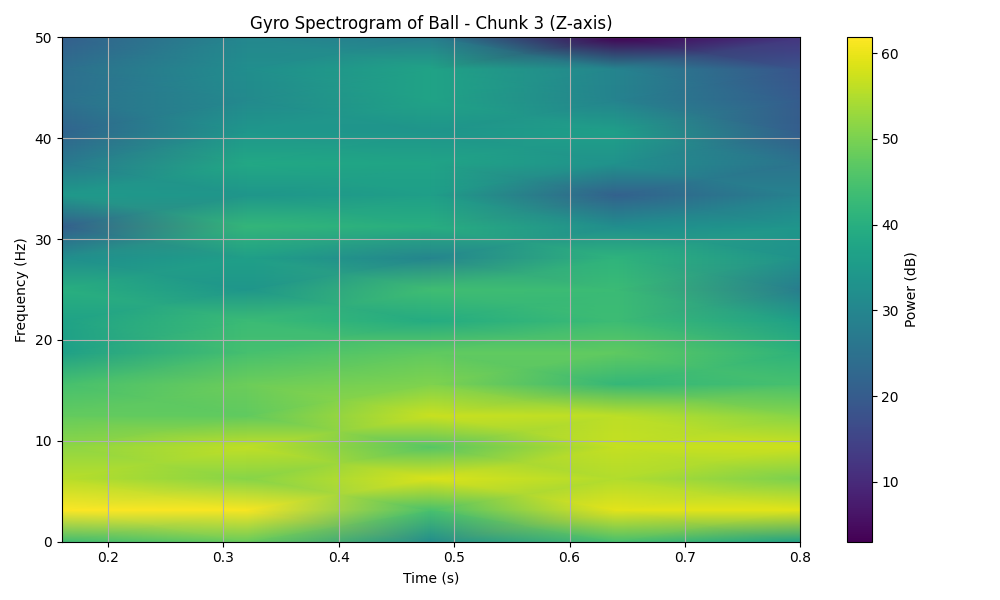 Gyro Spectrogram of Ball - Chunk 3 (Z-axis)
Frequency (Hz)
50
40
30
20
10
0
0.2 0.3 0.4 0.5 0.6 0.7 0.8
Time (s)
60
50
40
30
20
10
Power (dB)